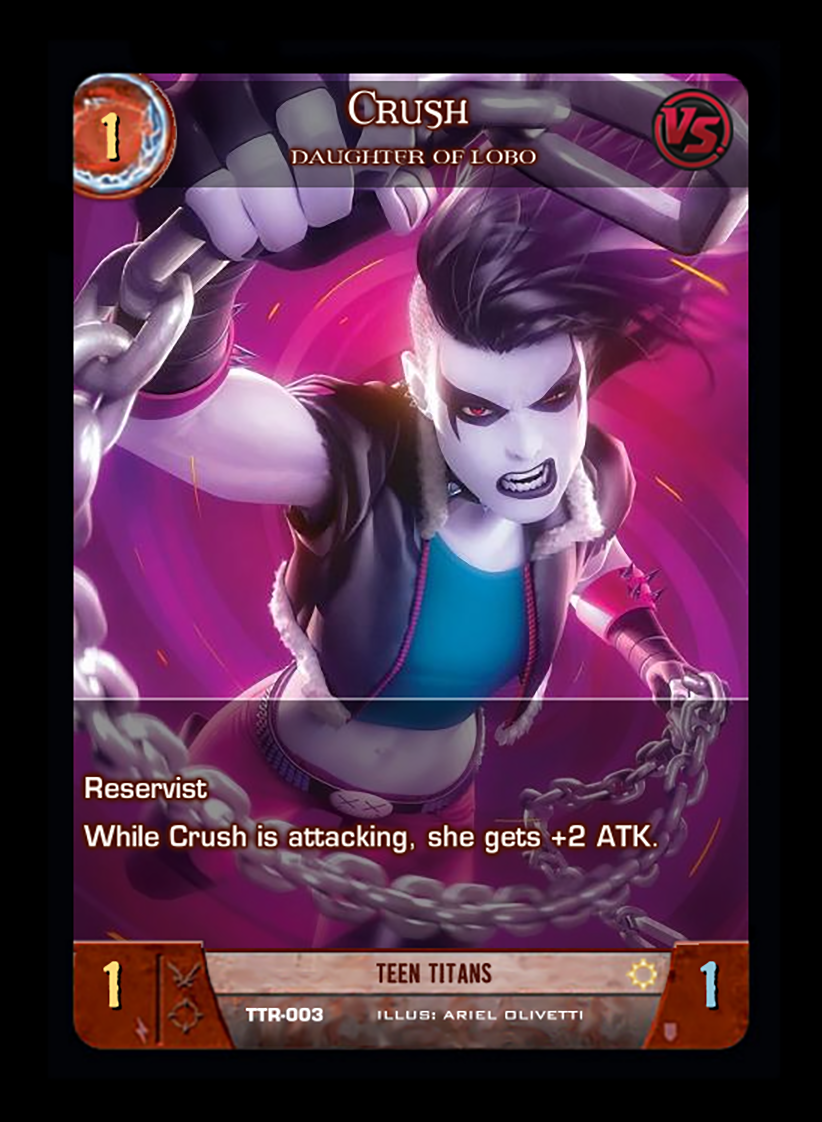 1
Crush
VS.
DAUGHTER OF LOBO
Reservist
While Crush is attacking, she gets +2 ATK.
1
TEEN TITANS
1
TTR-003
ILLUS: ARIEL OLIVETTI